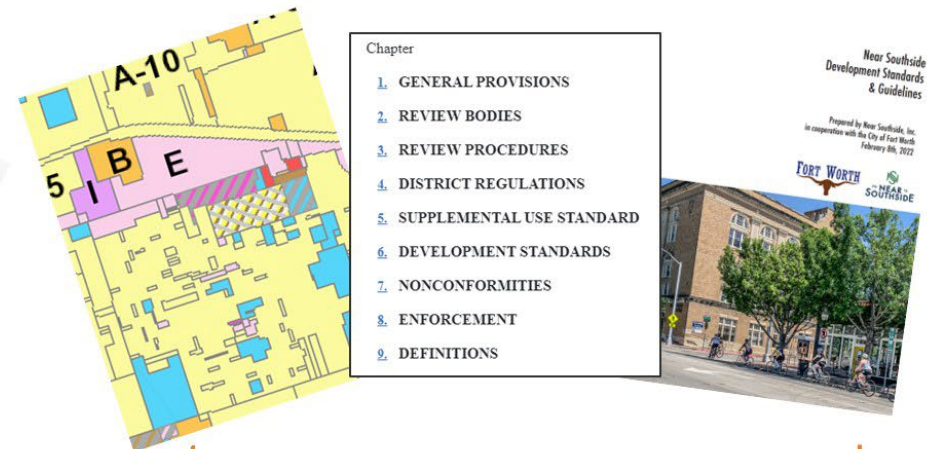 A-10
B
E
5
I
Chapter
1. GENERAL PROVISIONS
2. REVIEW BODIES
3. REVIEW PROCEDURES
4. DISTRICT REGULATIONS
5. SUPPLEMENTAL USE STANDARD
6. DEVELOPMENT STANDARDS
7. NONCONFORMITIES
8. ENFORCEMENT
9. DEFINITIONS
Near Southside
Development Standards
& Guidelines
Prepared by Near Southside, Inc.
in cooperation with the City of Fort Worth
February 8th, 2022
FORT WORTH
NEAR
SOUTHSIDE